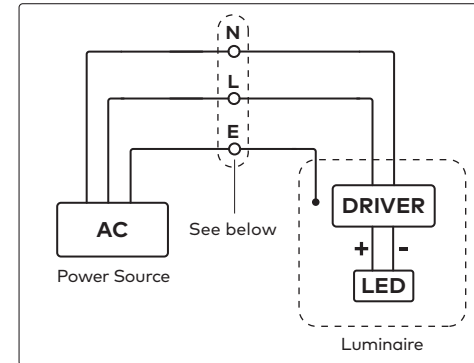 N
L
E
AC
See below
DRIVER
+ -
LED
Power Source
Luminaire